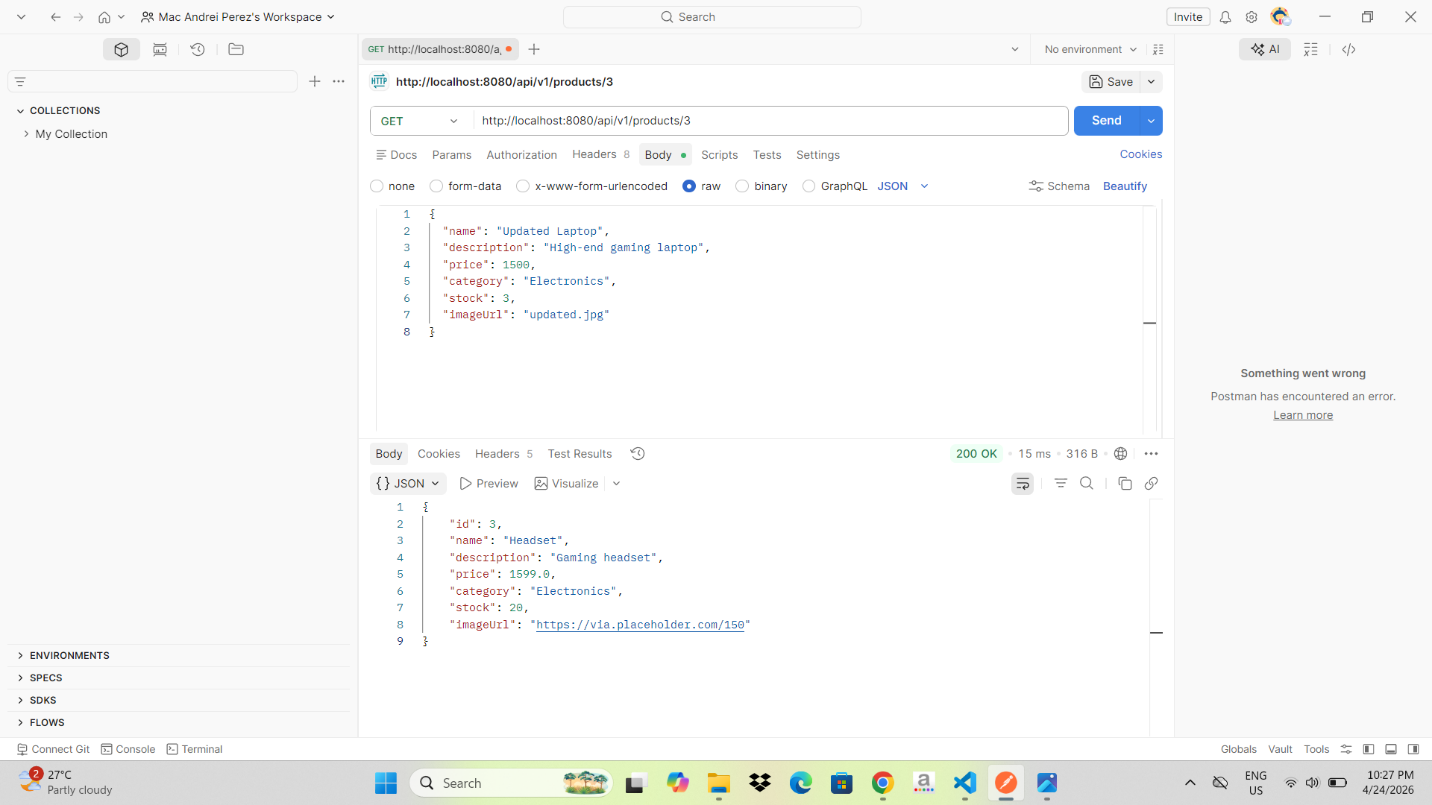 Mac Andrei Perez's Workspace
Search
Invite
GET http://localhost:8080/a
No environment
AI
HTTP http://localhost:8080/api/v1/products/3
Save
COLLECTIONS
My Collection
GET http://localhost:8080/api/v1/products/3
Send
Docs Params Authorization Headers 8 Body Scripts Tests Settings Cookies
none form-data x-www-form-urlencoded raw binary GraphQL JSON Schema Beautify
1 {
2 "name": "Updated Laptop",
3 "description": "High-end gaming laptop",
4 "price": 1500,
5 "category": "Electronics",
6 "stock": 3,
7 "imageUrl": "updated.jpg"
8 }
Something went wrong
Postman has encountered an error.
Learn more
Body Cookies Headers 5 Test Results 200 OK • 15 ms • 316 B
{ } JSON Preview Visualize
1 {
2 "id": 3,
3 "name": "Headset",
4 "description": "Gaming headset",
5 "price": 1599.0,
6 "category": "Electronics",
7 "stock": 20,
8 "imageUrl": "https://via.placeholder.com/150"
9 }
ENVIRONMENTS
SPECS
SDKS
FLOWS
Connect Git Console Terminal Globals Vault Tools
2
27°C
Partly cloudy
Search
a
ENG
US
10:27 PM
4/24/2026